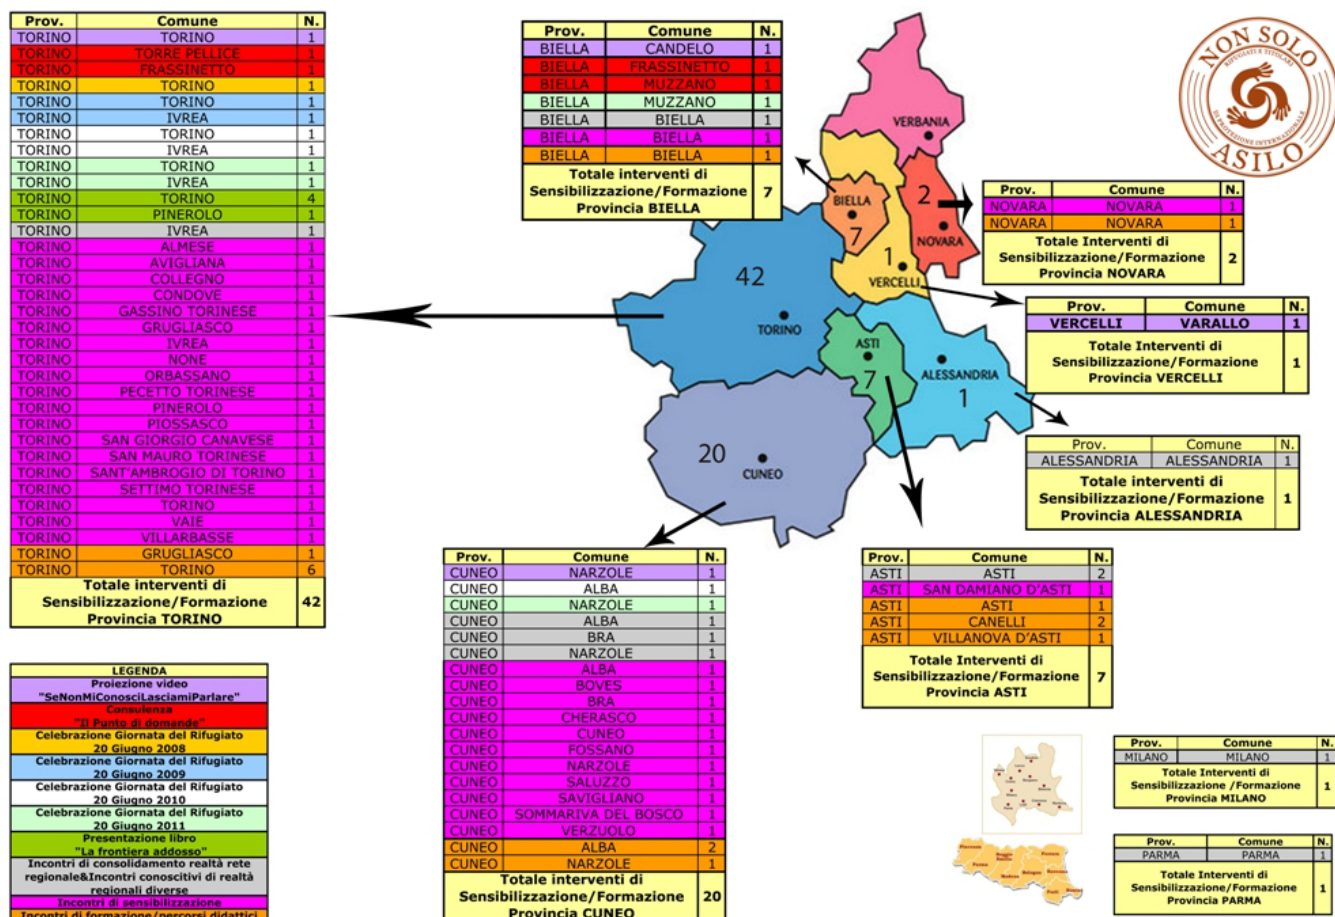 Prov. Comune N.
TORINO TORINO 1
TORINO TORRE PELLICE 1
TORINO FRASSINETTO 1
TORINO TORINO 1
TORINO TORINO 1
TORINO IVREA 1
TORINO TORINO 1
TORINO IVREA 1
TORINO TORINO 1
TORINO IVREA 1
TORINO TORINO 4
TORINO PINEROLO 1
TORINO IVREA 1
TORINO ALMESE 1
TORINO AVIGLIANA 1
TORINO COLLEGNO 1
TORINO CONDOVE 1
TORINO GASSINO TORINESE 1
TORINO GRUGLIASCO 1
TORINO IVREA 1
TORINO NONE 1
TORINO ORBASSANO 1
TORINO PECETTO TORINESE 1
TORINO PINEROLO 1
TORINO PIOSSASCO 1
TORINO SAN GIORGIO CANAVESE 1
TORINO SAN MAURO TORINESE 1
TORINO SANT'AMBROGIO DI TORINO 1
TORINO SETTIMO TORINESE 1
TORINO TORINO 1
TORINO VAIE 1
TORINO VILLARBASSE 1
TORINO GRUGLIASCO 1
TORINO TORINO 6
Totale interventi di
Sensibilizzazione/Formazione 42
Provincia TORINO
LEGENDA
Proiezione video
"SeNonMiConosciLasciamiParlare"
Consulenza
"Il Punto di domande"
Celebrazione Giornata del Rifugiato
20 Giugno 2008
Celebrazione Giornata del Rifugiato
20 Giugno 2009
Celebrazione Giornata del Rifugiato
20 Giugno 2010
Celebrazione Giornata del Rifugiato
20 Giugno 2011
Presentazione libro
"La frontiera addosso"
Incontri di consolidamento realtà rete
regionale&Incontri conoscitivi di realtà
regionali diverse
Incontri di sensibilizzazione
Incontri di formazione/percorsi didattici
Prov. Comune N.
BIELLA CANDELO 1
BIELLA FRASSINETTO 1
BIELLA MUZZANO 1
BIELLA MUZZANO 1
BIELLA BIELLA 1
BIELLA BIELLA 1
BIELLA BIELLA 1
Totale interventi di
Sensibilizzazione/Formazione 7
Provincia BIELLA
VERBANIA
BIELLA
7
2
NOVARA
1
VERCELLI
42
TORINO
ASTI
7
ALESSANDRIA
1
20
CUNEO
NON SOLO
RIFUGIATI E TITOLARI
DI PROTEZIONE INTERNAZIONALE
ASILO
Prov. Comune N.
NOVARA NOVARA 1
NOVARA NOVARA 1
Totale Interventi di
Sensibilizzazione/Formazione 2
Provincia NOVARA
Prov. Comune N.
VERCELLI VARALLO 1
Totale Interventi di
Sensibilizzazione/Formazione 1
Provincia VERCELLI
Prov. Comune N.
ALESSANDRIA ALESSANDRIA 1
Totale interventi di
Sensibilizzazione/Formazione 1
Provincia ALESSANDRIA
Prov. Comune N.
CUNEO NARZOLE 1
CUNEO ALBA 1
CUNEO NARZOLE 1
CUNEO ALBA 1
CUNEO BRA 1
CUNEO NARZOLE 1
CUNEO ALBA 1
CUNEO BOVES 1
CUNEO BRA 1
CUNEO CHERASCO 1
CUNEO CUNEO 1
CUNEO FOSSANO 1
CUNEO NARZOLE 1
CUNEO SALUZZO 1
CUNEO SAVIGLIANO 1
CUNEO SOMMARIVA DEL BOSCO 1
CUNEO VERZUOLO 1
CUNEO ALBA 2
CUNEO NARZOLE 1
Totale interventi di
Sensibilizzazione/Formazione 20
Provincia CUNEO
Prov. Comune N.
ASTI ASTI 2
ASTI SAN DAMIANO D'ASTI 1
ASTI ASTI 1
ASTI CANELLI 2
ASTI VILLANOVA D'ASTI 1
Totale Interventi di
Sensibilizzazione/Formazione 7
Provincia ASTI
Prov. Comune N.
MILANO MILANO 1
Totale Interventi di
Sensibilizzazione /Formazione 1
Provincia MILANO
Piacenza
Parma
Reggio
Modena
Bologna
Ferrara
Ravenna
Forlì
Prov. Comune N.
PARMA PARMA 1
Totale Interventi di
Sensibilizzazione/Formazione 1
Provincia PARMA